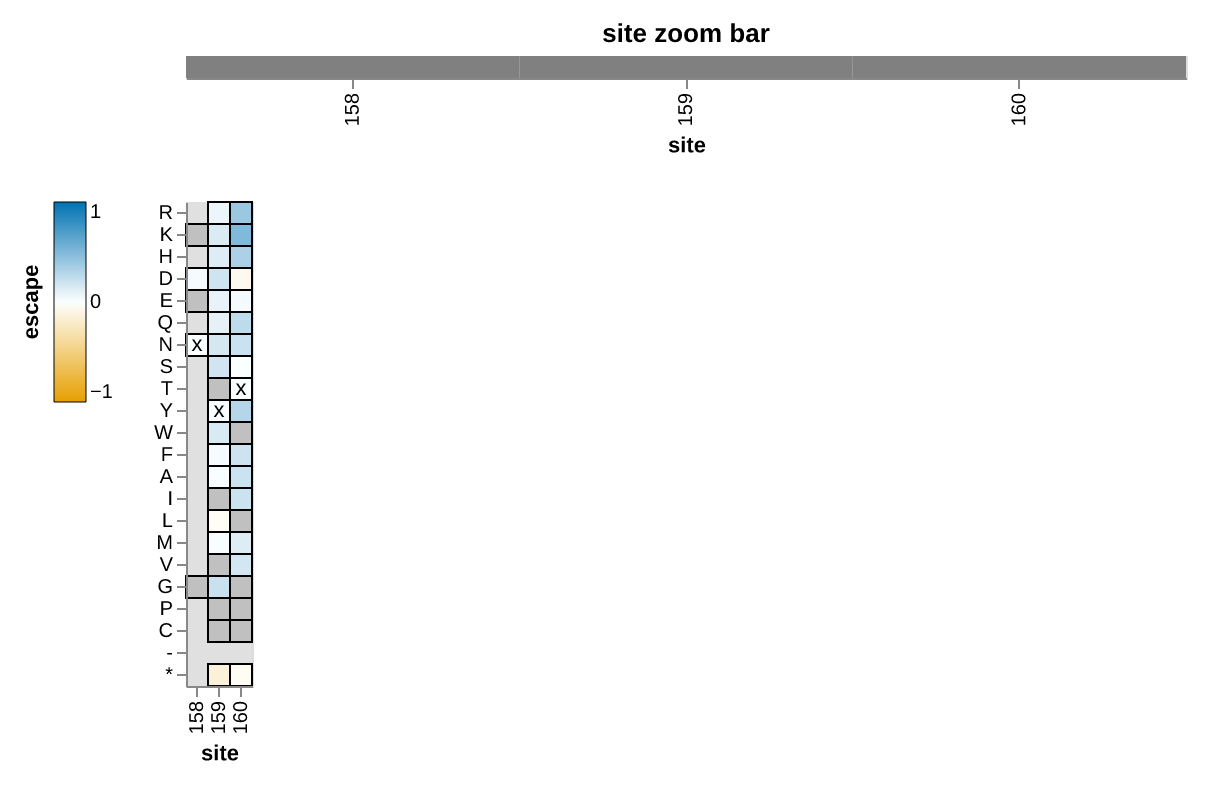 site zoom bar
158 159 160
site
escape
1
0
−1
R
K
H
D
E
Q
N x
S
T x
Y x
W
F
A
I
L
M
V
G
P
C
-
*
158 159 160
site